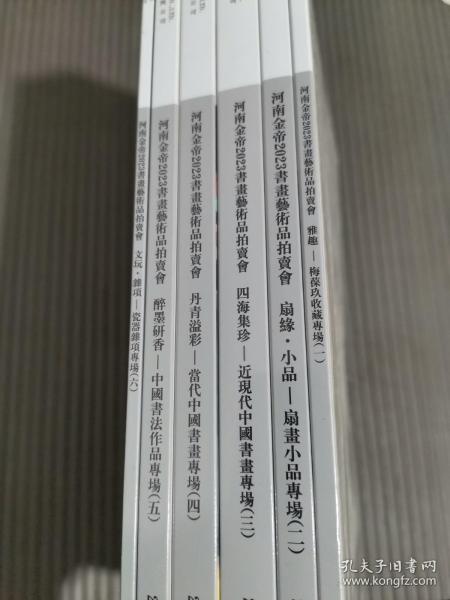 河南金帝2023書畫藝術品拍賣會 文玩·雜項—瓷器雜項專場(六)
河南金帝2023書畫藝術品拍賣會 醉墨研香—中國書法作品專場(五)
河南金帝2023書畫藝術品拍賣會 丹青溢彩—當代中國書畫專場(四)
河南金帝2023書畫藝術品拍賣會 四海集珍—近現代中國書畫專場(三)
河南金帝2023書畫藝術品拍賣會 扇緣·小品—扇畫小品專場(二)
河南金帝2023書畫藝術品拍賣會 雅趣—梅葆玖收藏專場(一)
孔夫子旧书网
www.kongfz.com